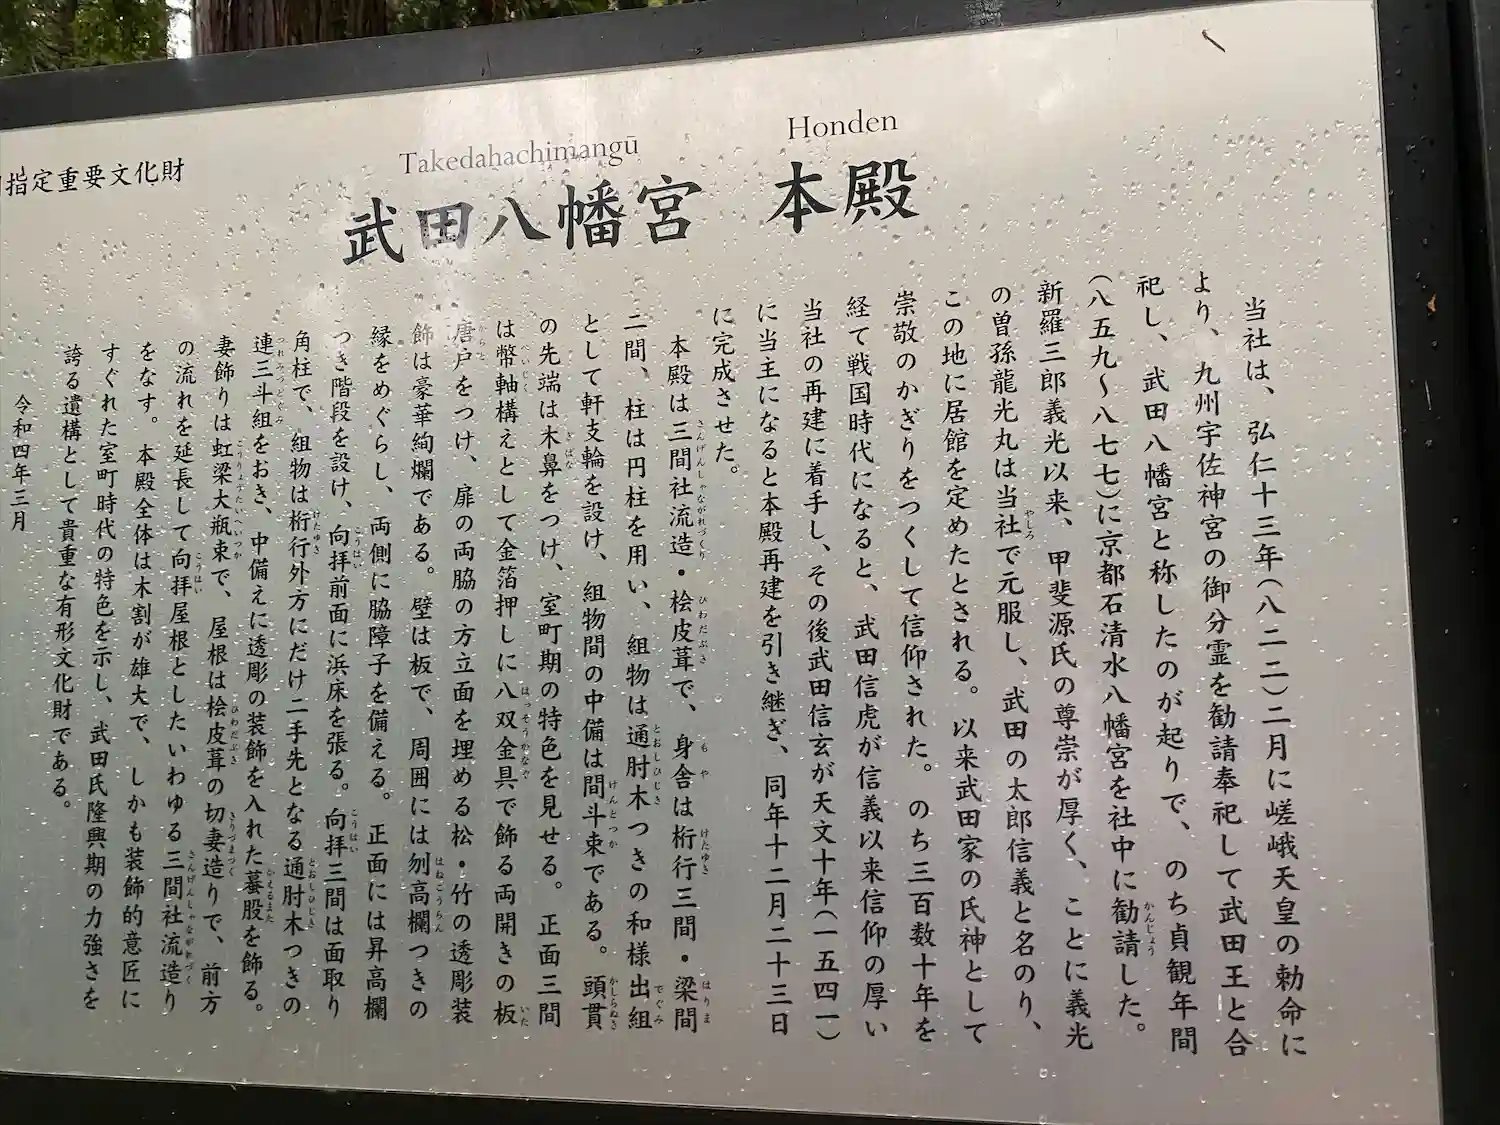 指定重要文化財
Takedahachimangū Honden
武田八幡宮 本殿
当社は、弘仁十三年(八二二)二月に嵯峨天皇の勅命に
より、九州宇佐神宮の御分霊を勧請奉祀して武田王と合
祀し、武田八幡宮と称したのが起りで、のち貞観年間
(八五九〜八七七)に京都石清水八幡宮を社中に勧請した。
新羅三郎義光以来、甲斐源氏の尊崇が厚く、ことに義光
の曽孫龍光丸は当社で元服し、武田の太郎信義と名のり、
この地に居館を定めたとされる。以来武田家の氏神として
崇敬のかぎりをつくして信仰された。のち三百数十年を
経て戦国時代になると、武田信虎が信義以来信仰の厚い
当社の再建に着手し、その後武田信玄が天文十年(一五四一)
に当主になると本殿再建を引き継ぎ、同年十二月二十三日
に完成させた。
本殿は三間社流造・桧皮葺で、身舎は桁行三間・梁間
二間、柱は円柱を用い、組物は通肘木つきの和様出組
として軒支輪を設け、組物間の中備は間斗束である。頭貫
の先端は木鼻をつけ、室町期の特色を見せる。正面三間
は幣軸構えとして金箔押しに八双金具で飾る両開きの板
唐戸をつけ、扉の両脇の方立面を埋める松・竹の透彫装
飾は豪華絢爛である。壁は板で、周囲には刎高欄つきの
縁をめぐらし、両側に脇障子を備える。正面には昇高欄
つき階段を設け、向拝前面に浜床を張る。向拝三間は面取り
角柱で、組物は桁行外方にだけ二手先となる通肘木つきの
連三斗組をおき、中備えに透彫の装飾を入れた蟇股を飾る。
妻飾りは虹梁大瓶束で、屋根は桧皮葺の切妻造りで、前方
の流れを延長して向拝屋根としたいわゆる三間社流造り
をなす。本殿全体は木割が雄大で、しかも装飾的意匠に
すぐれた室町時代の特色を示し、武田氏隆興期の力強さを
誇る遺構として貴重な有形文化財である。
令和四年三月